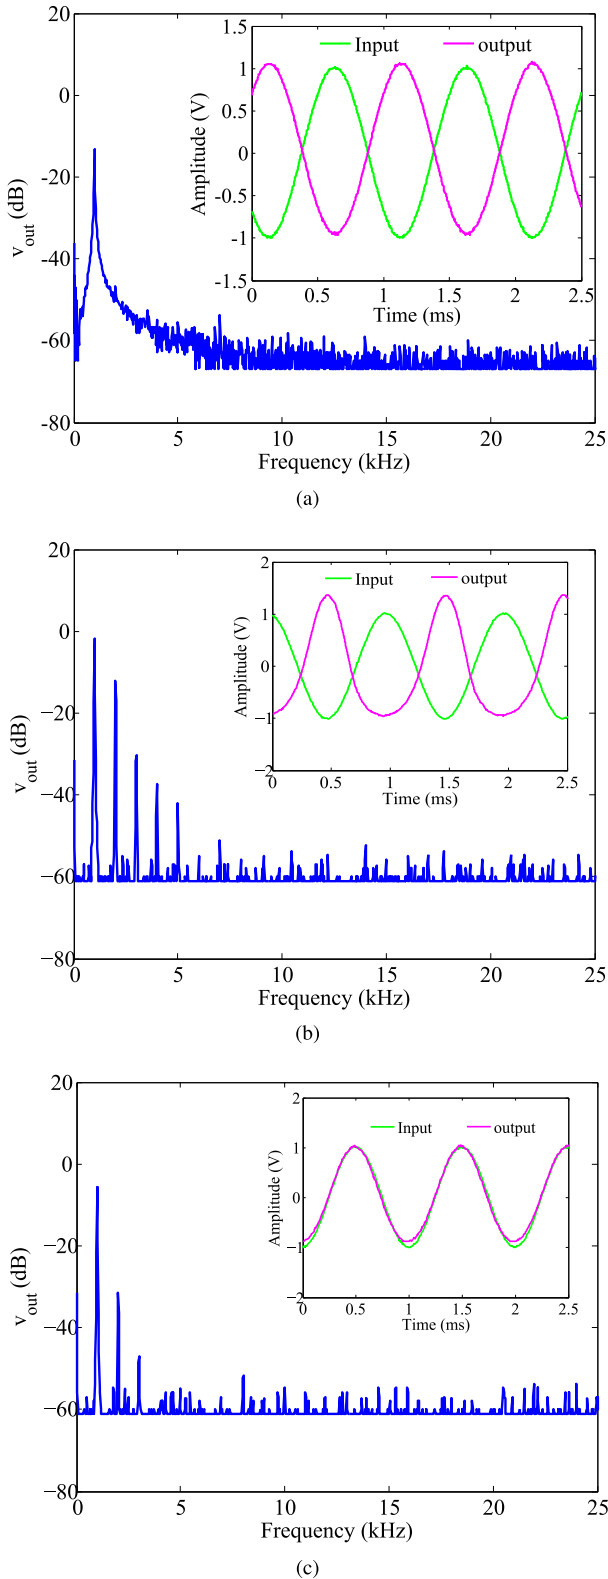 20
0
-20
-40
-60
-80
v_out (dB)
0 5 10 15 20 25
Frequency (kHz)
Input output
1.5
1
0.5
0
-0.5
-1
-1.5
Amplitude (V)
0 0.5 1 1.5 2 2.5
Time (ms)
(a)
20
0
−20
−40
−60
−80
v_out (dB)
0 5 10 15 20 25
Frequency (kHz)
Input output
2
1
0
−1
−2
Amplitude (V)
0 0.5 1 1.5 2 2.5
Time (ms)
(b)
20
0
−20
−40
−60
−80
v_out (dB)
0 5 10 15 20 25
Frequency (kHz)
Input output
2
1
0
−1
−2
Amplitude (V)
0 0.5 1 1.5 2 2.5
Time (ms)
(c)